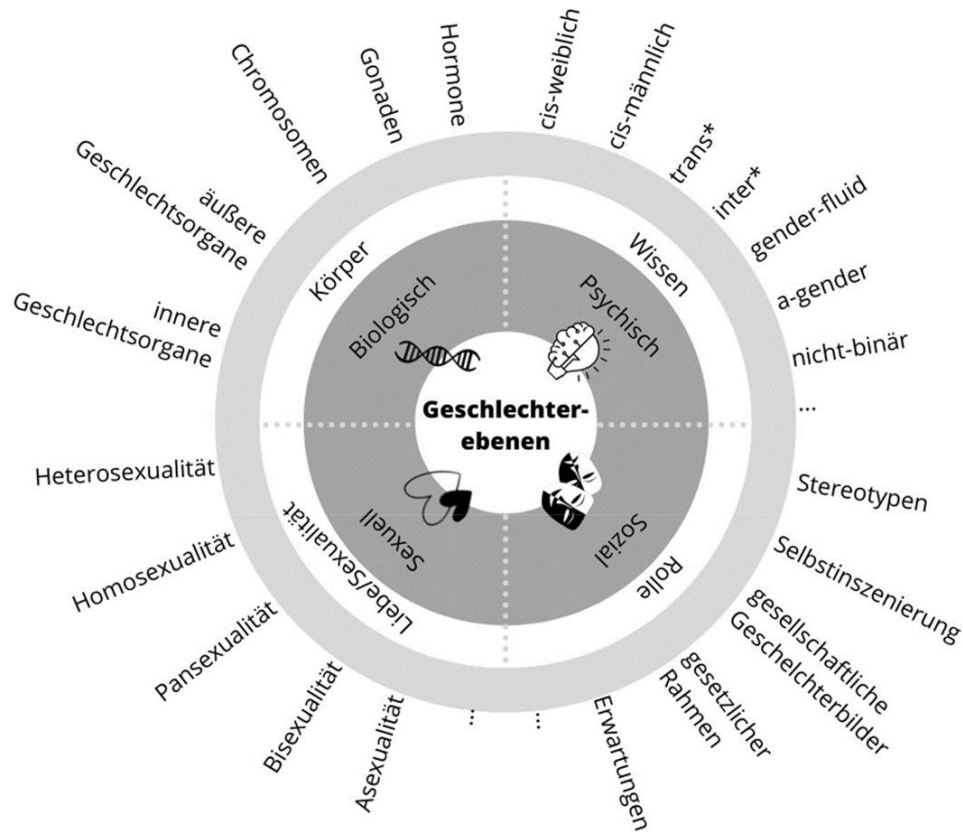 Geschlechter-
ebenen
Biologisch
Körper
innere
Geschlechtsorgane
äußere
Geschlechtsorgane
Chromosomen
Gonaden
Hormone
Psychisch
Wissen
cis-weiblich
cis-männlich
trans*
inter*
gender-fluid
a-gender
nicht-binär
...
Sozial
Rolle
Stereotypen
Selbstinszenierung
gesellschaftliche
Geschelchterbilder
gesetzlicher
Rahmen
Erwartungen
...
Sexuell
Liebe/Sexualität
...
Asexualität
Bisexualität
Pansexualität
Homosexualität
Heterosexualität